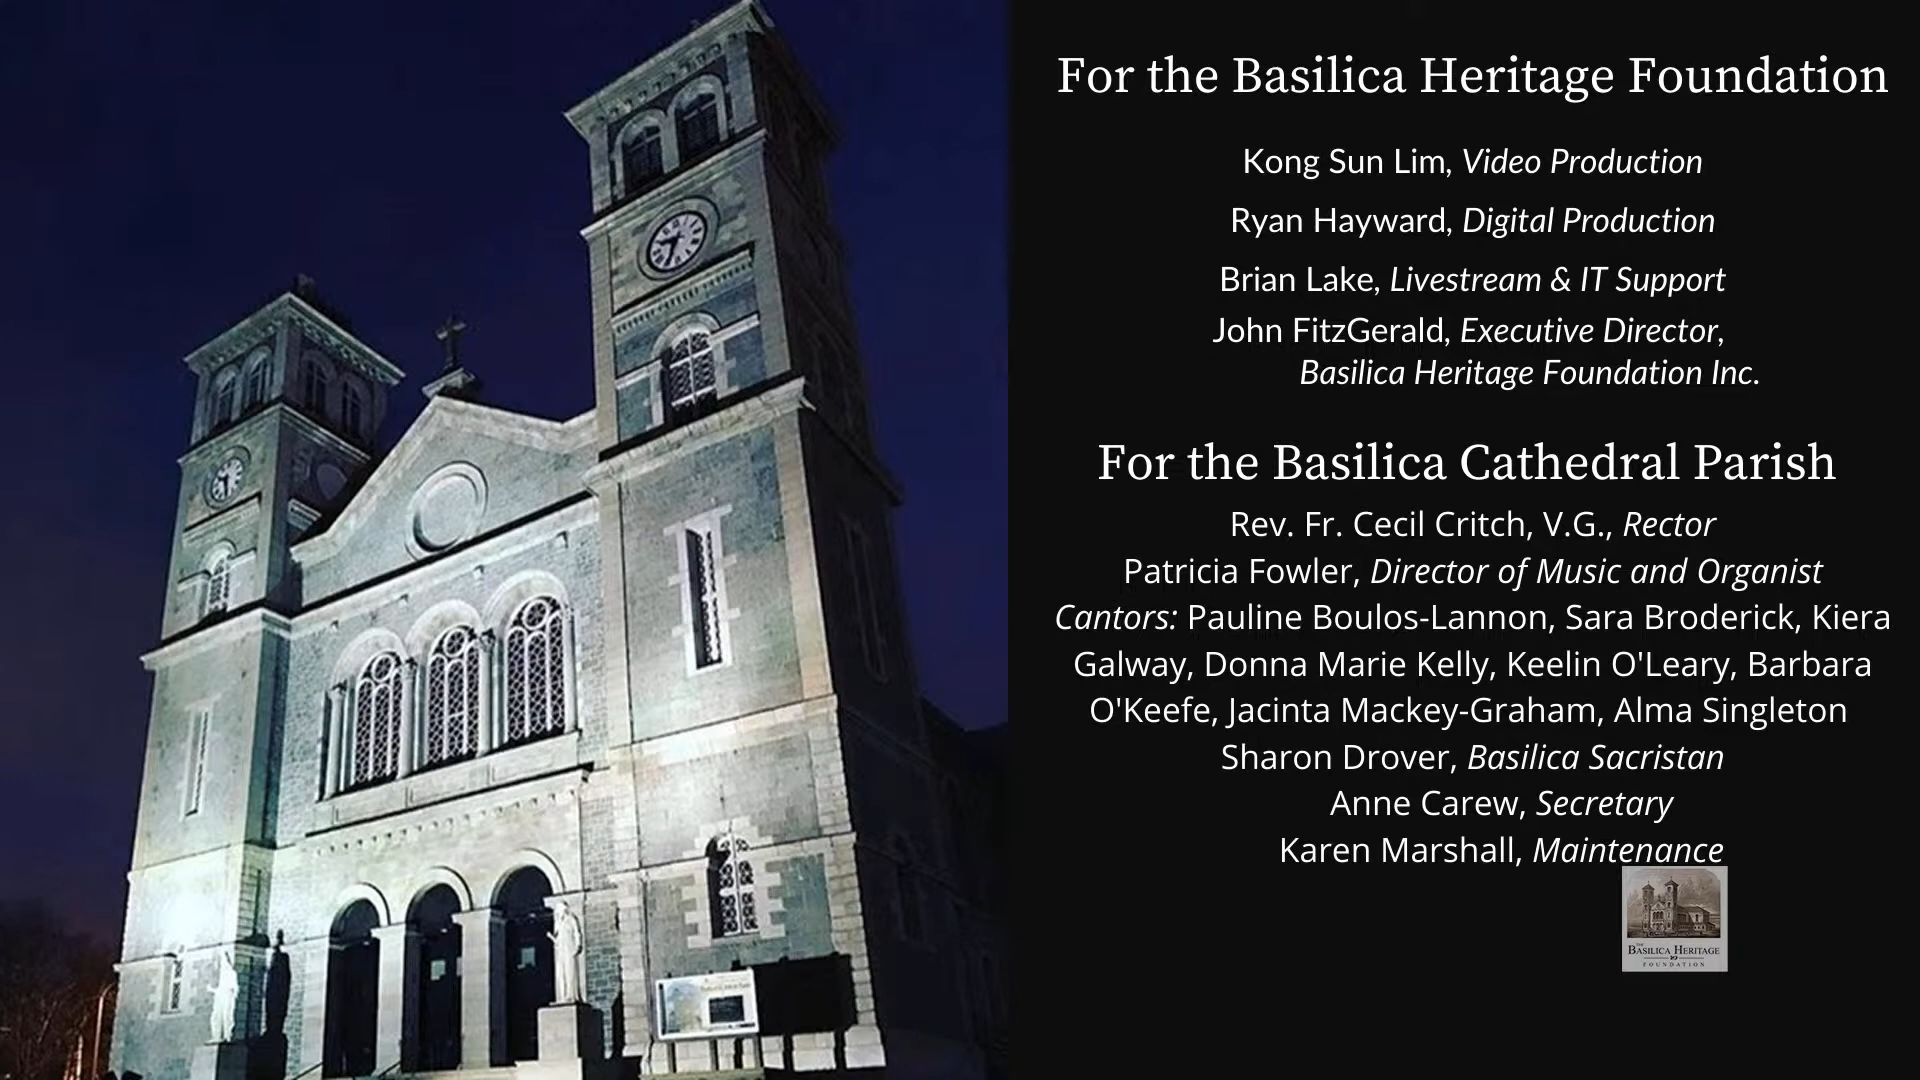 For the Basilica Heritage Foundation
Kong Sun Lim, Video Production
Ryan Hayward, Digital Production
Brian Lake, Livestream & IT Support
John FitzGerald, Executive Director,
Basilica Heritage Foundation Inc.
For the Basilica Cathedral Parish
Rev. Fr. Cecil Critch, V.G., Rector
Patricia Fowler, Director of Music and Organist
Cantors: Pauline Boulos-Lannon, Sara Broderick, Kiera
Galway, Donna Marie Kelly, Keelin O'Leary, Barbara
O'Keefe, Jacinta Mackey-Graham, Alma Singleton
Sharon Drover, Basilica Sacristan
Anne Carew, Secretary
Karen Marshall, Maintenance
THE
BASILICA HERITAGE
FOUNDATION